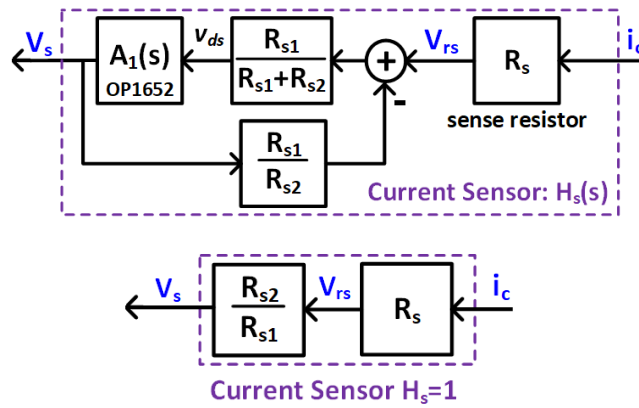 Vs A1(s) OP1652 vds Rs1 Rs1+Rs2 + Vrs Rs ic
-
sense resistor
Rs1 Rs2
Current Sensor: Hs(s)
Vs Rs2 Rs1 Vrs Rs ic
Current Sensor Hs=1